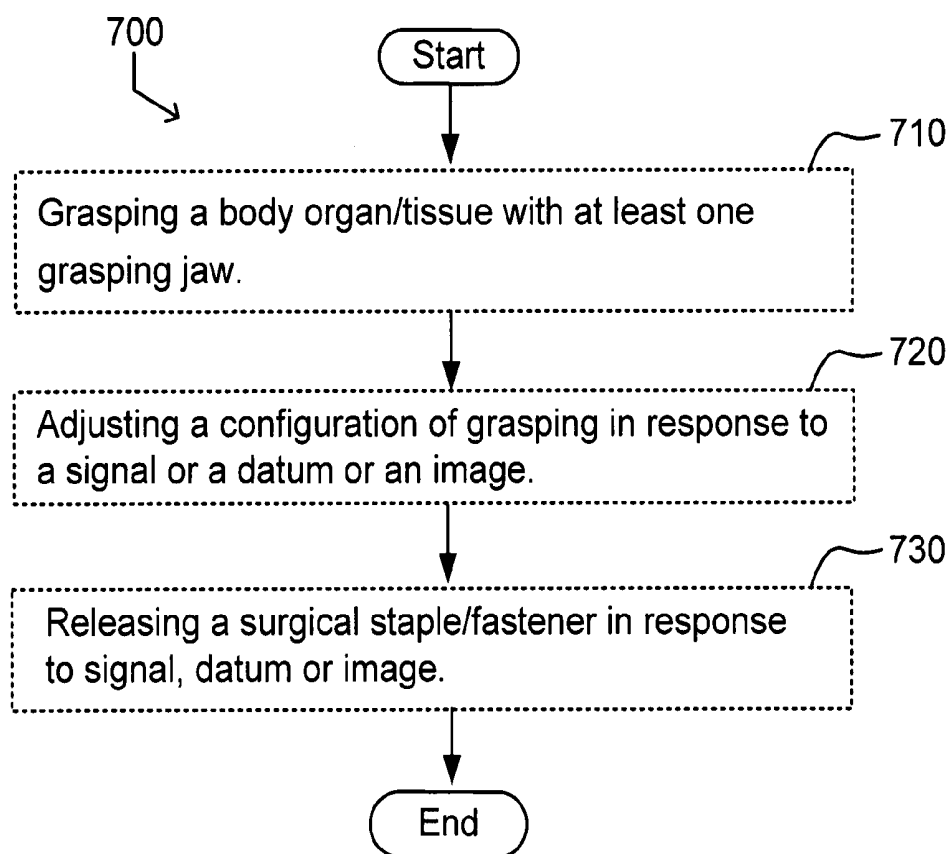 700
Start
710
Grasping a body organ/tissue with at least one
grasping jaw.
720
Adjusting a configuration of grasping in response to
a signal or a datum or an image.
730
Releasing a surgical staple/fastener in response
to signal, datum or image.
End